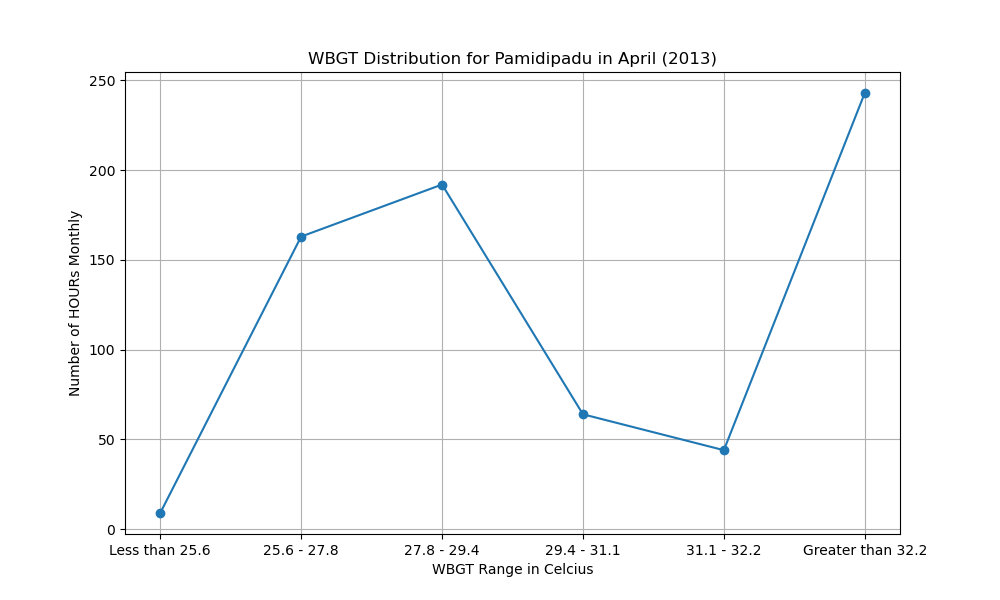 WBGT Distribution for Pamidipadu in April (2013)
Number of HOURs Monthly
250
200
150
100
50
0
Less than 25.6 25.6 - 27.8 27.8 - 29.4 29.4 - 31.1 31.1 - 32.2 Greater than 32.2
WBGT Range in Celcius